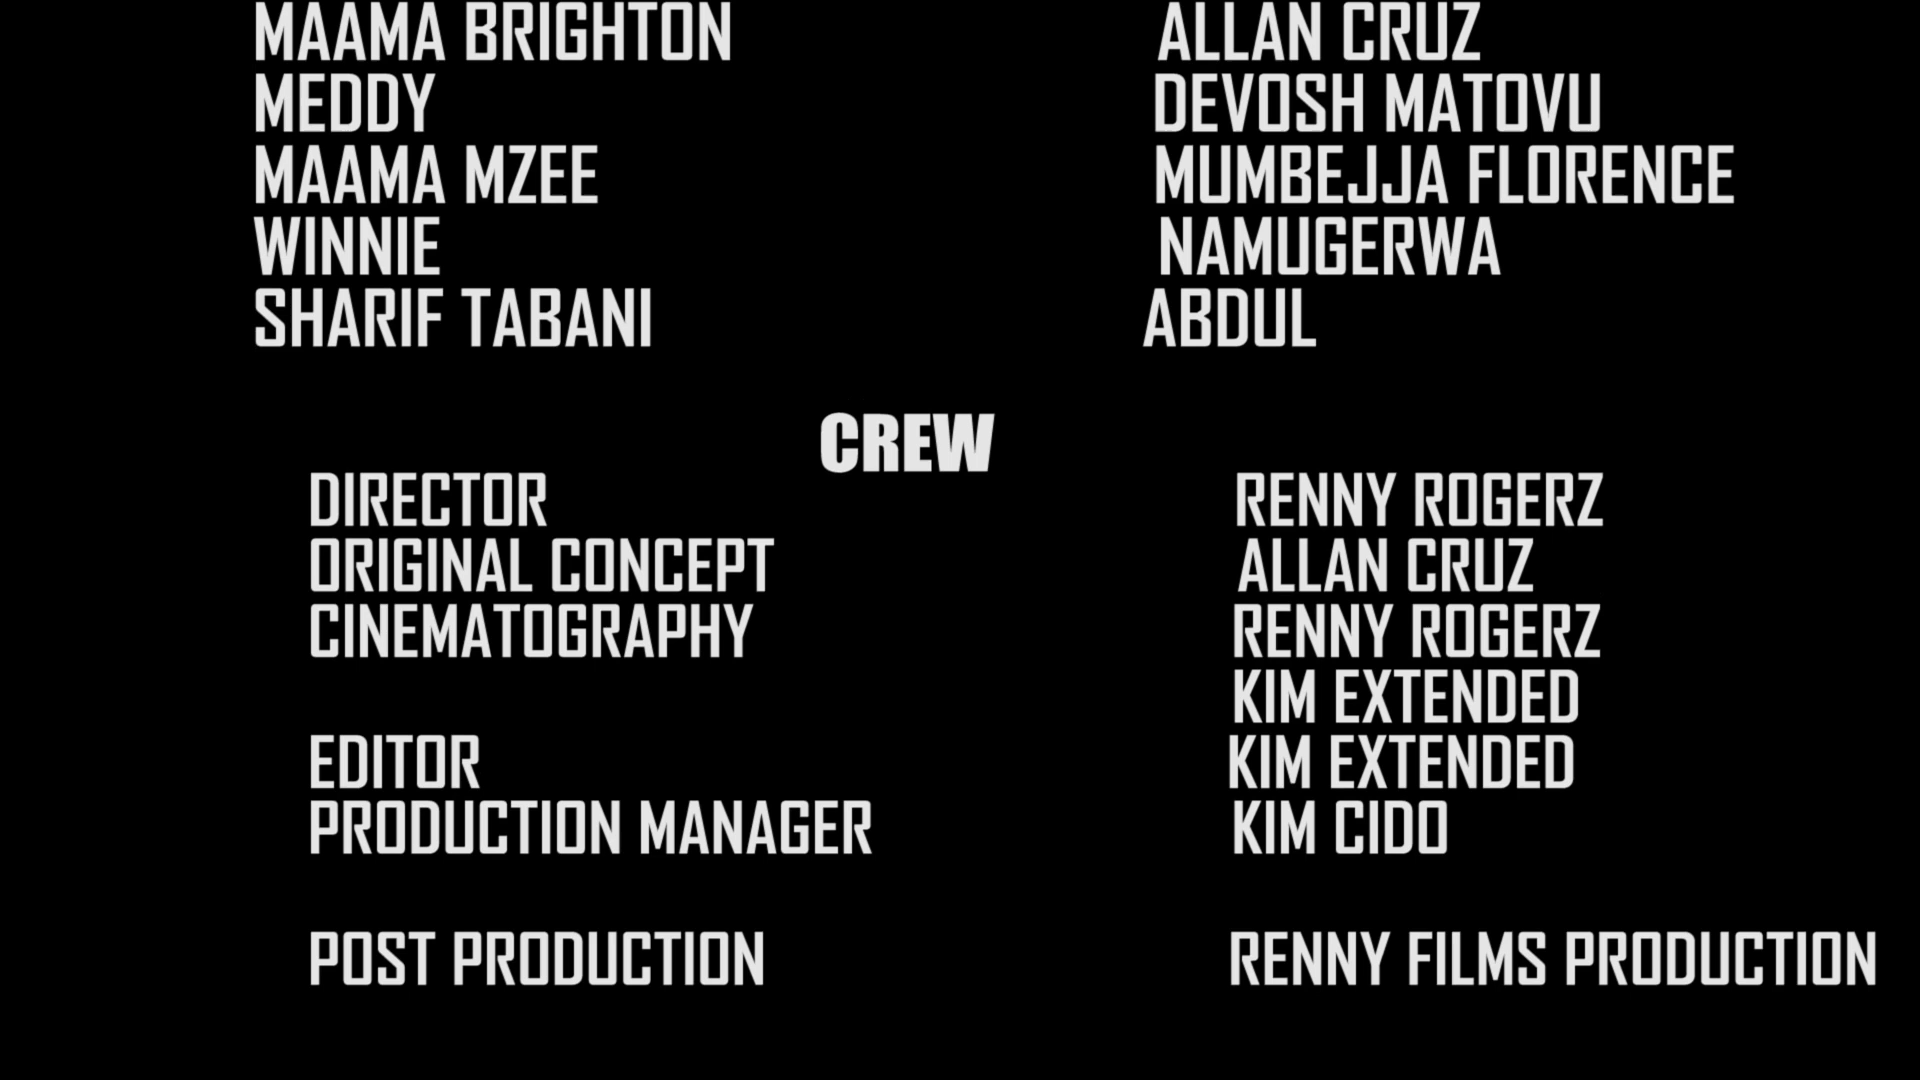 MAAMA BRIGHTON ALLAN CRUZ
MEDDY DEVOSH MATOVU
MAAMA MZEE MUMBEJJA FLORENCE
WINNIE NAMUGERWA
SHARIF TABANI ABDUL
CREW
DIRECTOR RENNY ROGERZ
ORIGINAL CONCEPT ALLAN CRUZ
CINEMATOGRAPHY RENNY ROGERZ
KIM EXTENDED
EDITOR KIM EXTENDED
PRODUCTION MANAGER KIM CIDO
POST PRODUCTION RENNY FILMS PRODUCTION